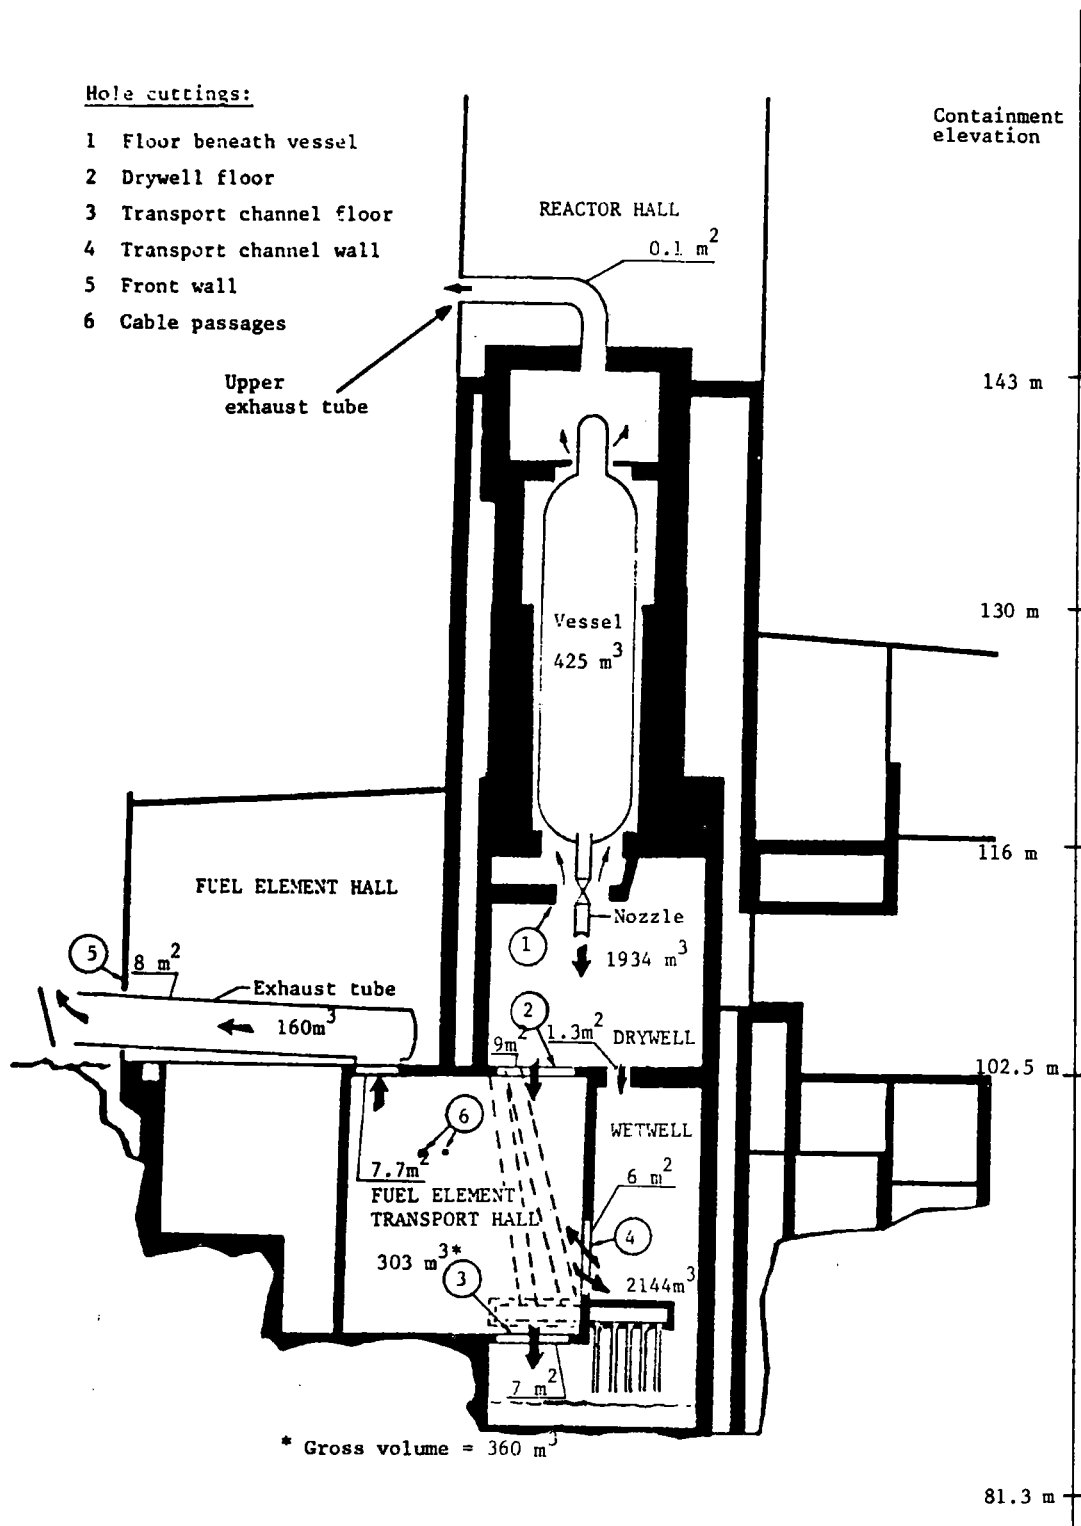 Hole cuttings:
1 Floor beneath vessel
2 Drywell floor
3 Transport channel floor
4 Transport channel wall
5 Front wall
6 Cable passages
Containment
elevation
REACTOR HALL
0.1 m²
Upper
exhaust tube
143 m
130 m
Vessel
425 m³
116 m
FUEL ELEMENT HALL
Nozzle
1
1934 m³
5
8 m²
Exhaust tube
160m³
2
9m²
1.3m²
DRYWELL
102.5 m
6
WETWELL
7.7m²
6 m²
FUEL ELEMENT
TRANSPORT HALL
4
303 m³*
3
2144m³
7 m²
* Gross volume = 360 m³
81.3 m